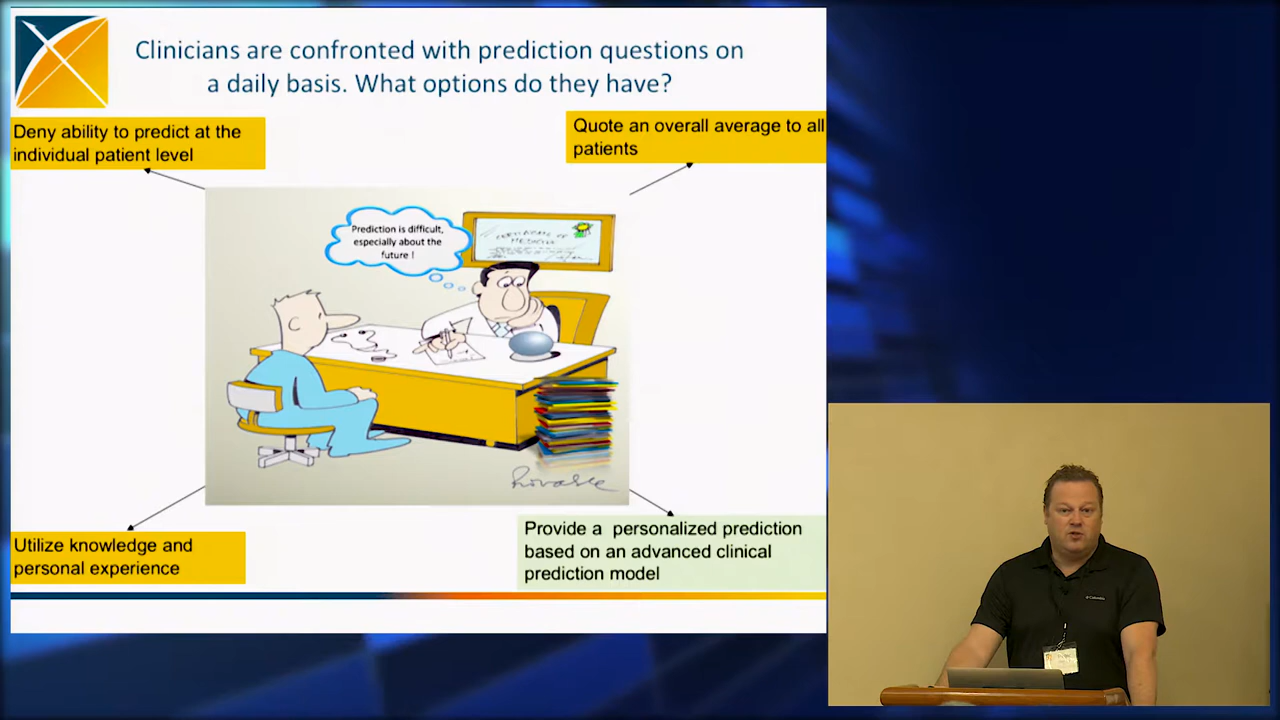 Clinicians are confronted with prediction questions on
a daily basis. What options do they have?
Deny ability to predict at the
individual patient level
Quote an overall average to all
patients
Prediction is difficult,
especially about the
future !
Utilize knowledge and
personal experience
Provide a personalized prediction
based on an advanced clinical
prediction model
Columbia